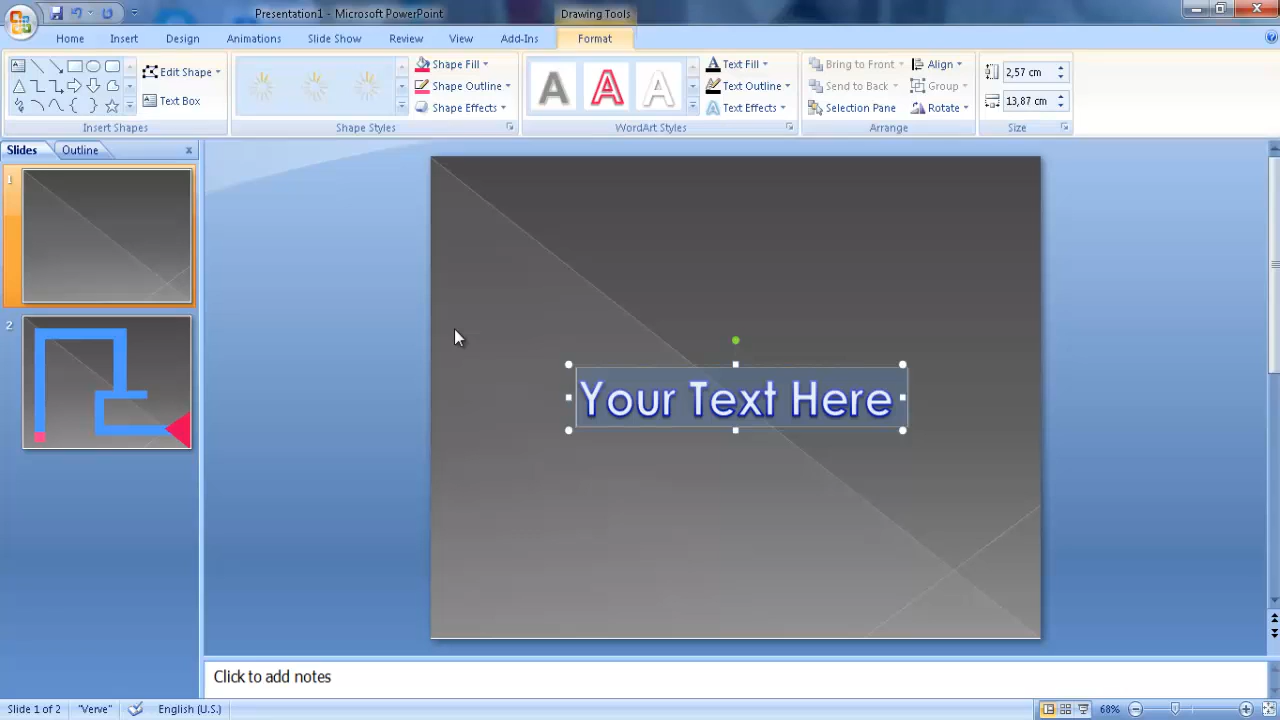 Presentation1 - Microsoft PowerPoint
Drawing Tools
Home Insert Design Animations Slide Show Review View Add-Ins Format
Edit Shape
Text Box
Insert Shapes
Shape Fill
Shape Outline
Shape Effects
Shape Styles
A A A
Text Fill
Text Outline
Text Effects
WordArt Styles
Bring to Front
Send to Back
Selection Pane
Align
Group
Rotate
Arrange
2,57 cm
13,87 cm
Size
Slides Outline
1
2
Your Text Here
Click to add notes
Slide 1 of 2 "Verve" English (U.S.) 68%